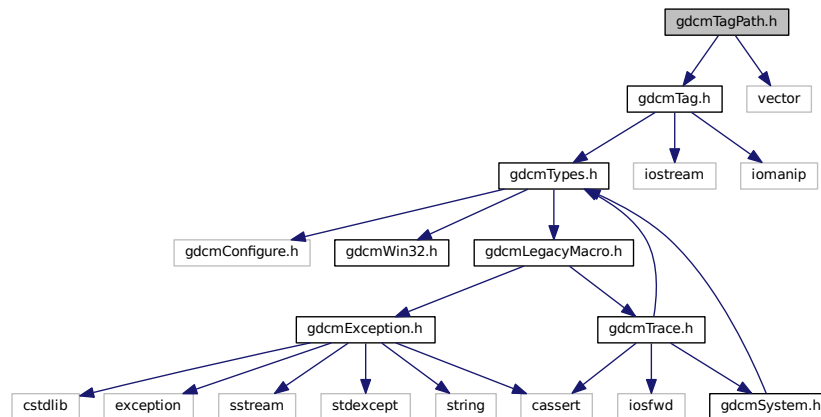 gdcmTagPath.h
gdcmTag.h
vector
gdcmTypes.h
iostream
iomanip
gdcmConfigure.h
gdcmWin32.h
gdcmLegacyMacro.h
gdcmException.h
gdcmTrace.h
cstdlib
exception
sstream
stdexcept
string
cassert
iosfwd
gdcmSystem.h